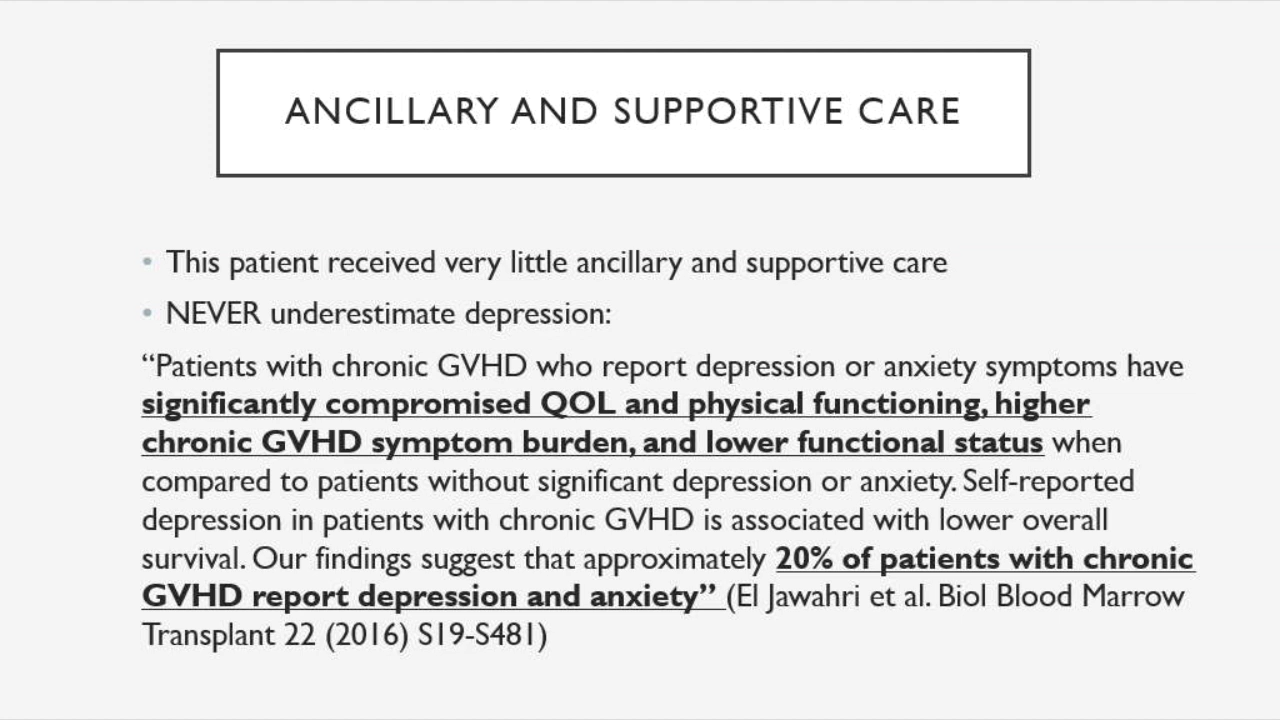 ANCILLARY AND SUPPORTIVE CARE
• This patient received very little ancillary and supportive care
• NEVER underestimate depression:
“Patients with chronic GVHD who report depression or anxiety symptoms have
significantly compromised QOL and physical functioning, higher
chronic GVHD symptom burden, and lower functional status when
compared to patients without significant depression or anxiety. Self-reported
depression in patients with chronic GVHD is associated with lower overall
survival. Our findings suggest that approximately 20% of patients with chronic
GVHD report depression and anxiety” (El Jawahri et al. Biol Blood Marrow
Transplant 22 (2016) S19-S481)